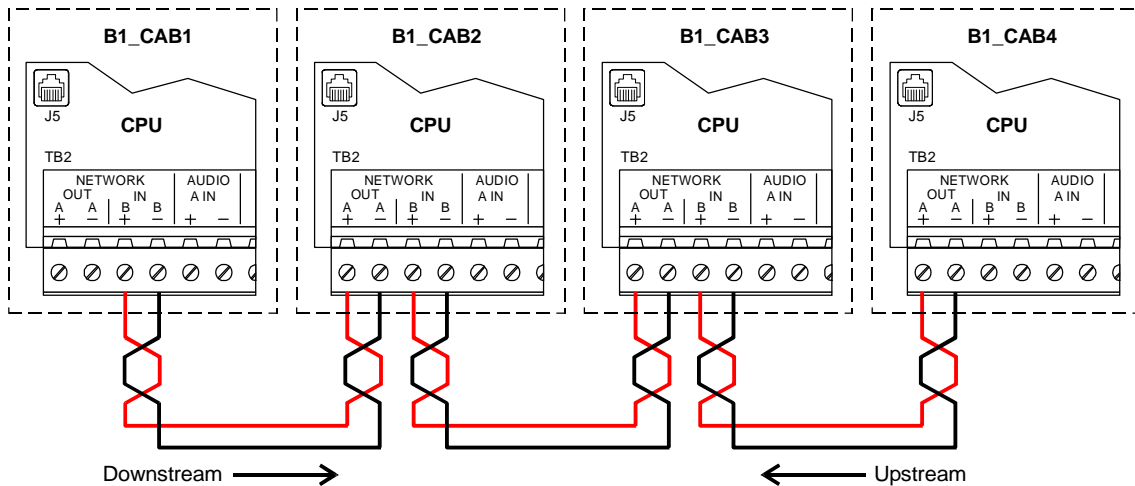 B1_CAB1 B1_CAB2 B1_CAB3 B1_CAB4
J5 J5 J5 J5
CPU CPU CPU CPU
TB2 TB2 TB2 TB2
NETWORK AUDIO NETWORK AUDIO NETWORK AUDIO NETWORK AUDIO
OUT IN A IN OUT IN A IN OUT IN A IN OUT IN A IN
A A B B A A B B A A B B A A B B
+ − + − + − + − + − + − + − + − + − + − + − + −
Downstream Upstream